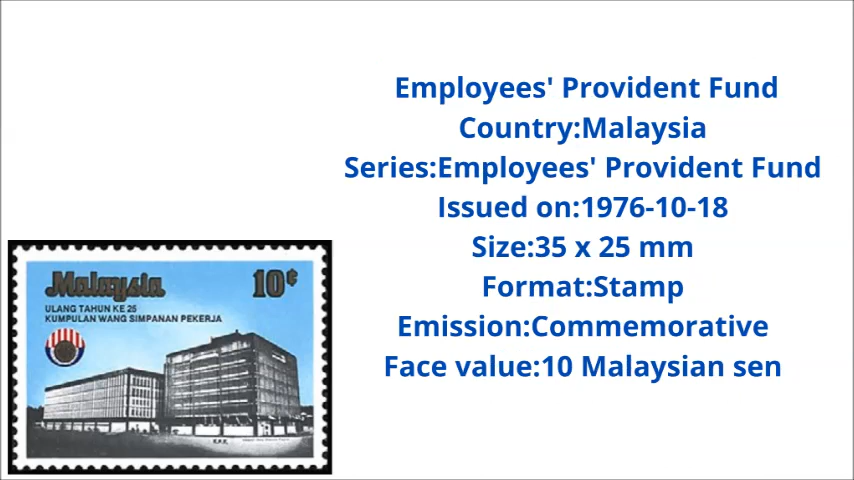 Employees' Provident Fund
Country:Malaysia
Series:Employees' Provident Fund
Issued on:1976-10-18
Size:35 x 25 mm
Format:Stamp
Emission:Commemorative
Face value:10 Malaysian sen
Malaysia 10¢
ULANG TAHUN KE 25
KUMPULAN WANG SIMPANAN PEKERJA